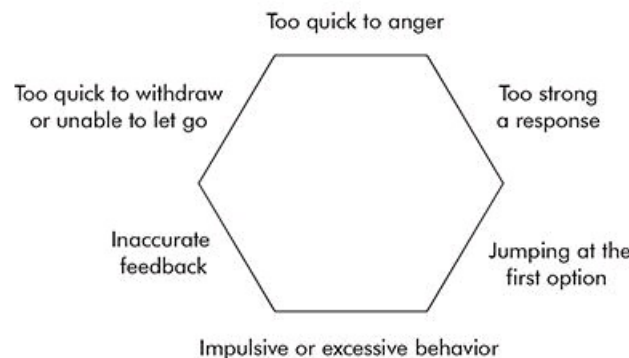 Too quick to anger
Too quick to withdraw
or unable to let go
Too strong
a response
Inaccurate
feedback
Jumping at the
first option
Impulsive or excessive behavior